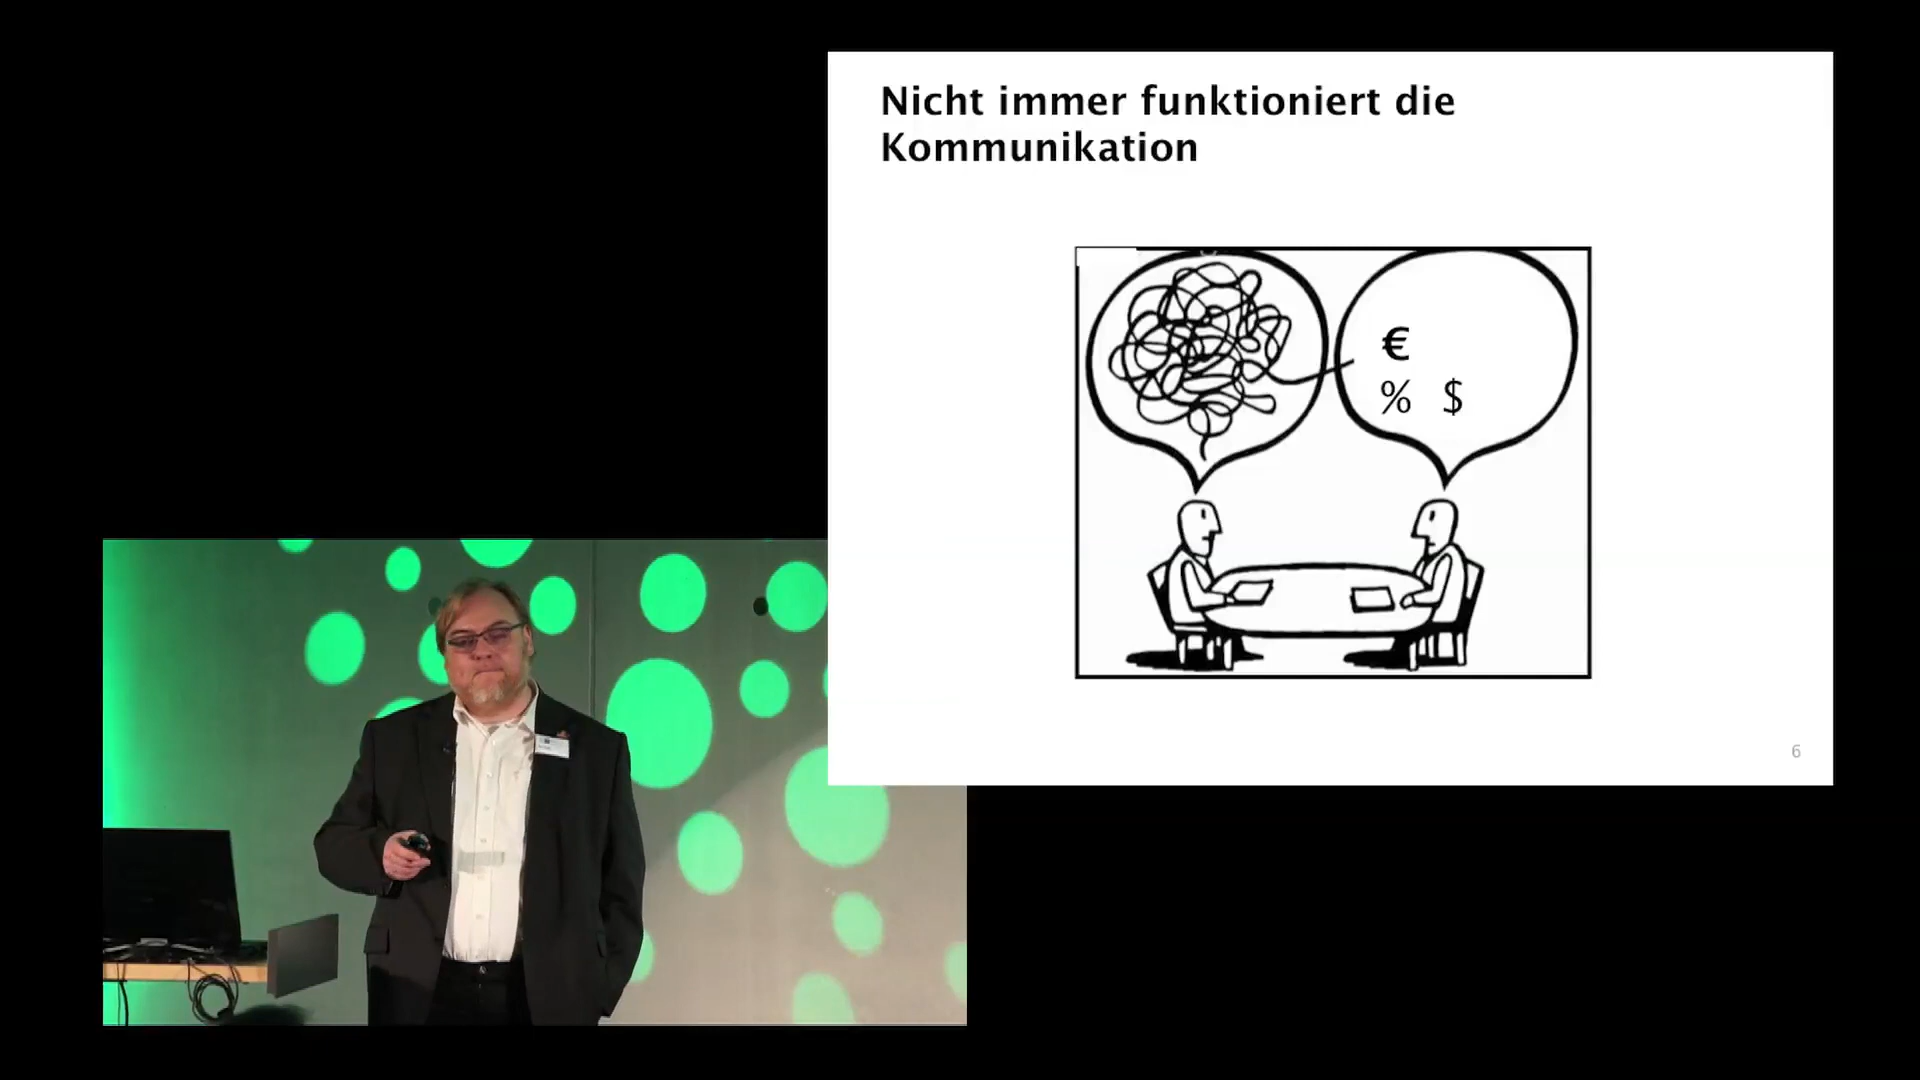 Nicht immer funktioniert die
Kommunikation
€
% $
6